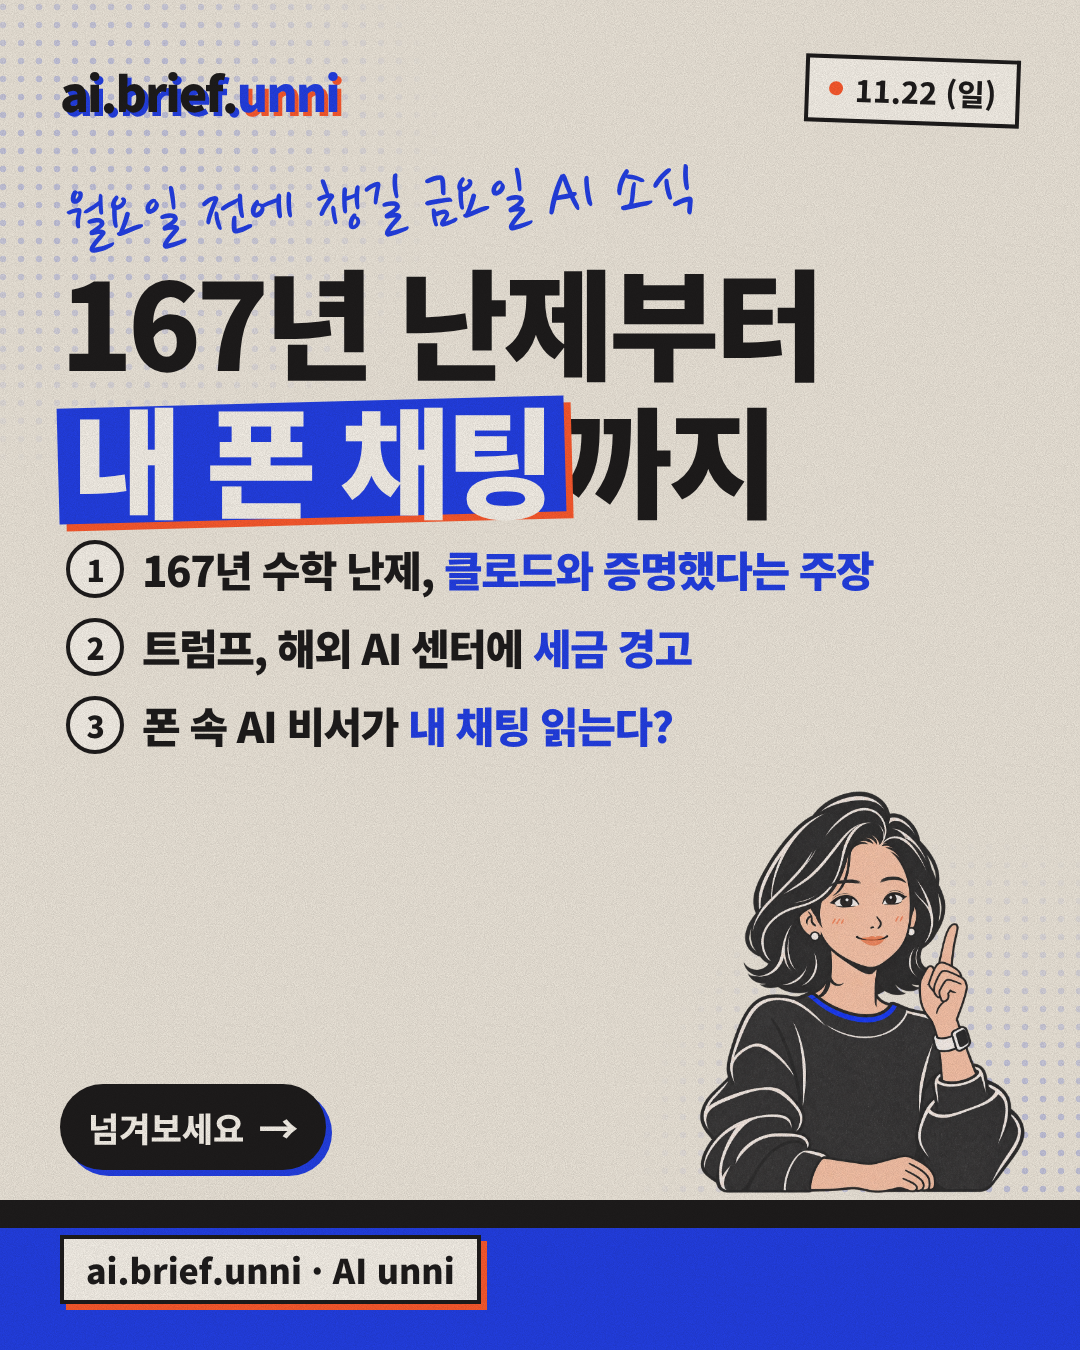 ai.brief.unni
11.22 (일)
월요일 전에 챙길 금요일 AI 소식
167년 난제부터
내 폰 채팅까지
1 167년 수학 난제, 클로드와 증명했다는 주장
2 트럼프, 해외 AI 센터에 세금 경고
3 폰 속 AI 비서가 내 채팅 읽는다?
넘겨보세요 →
ai.brief.unni · AI unni